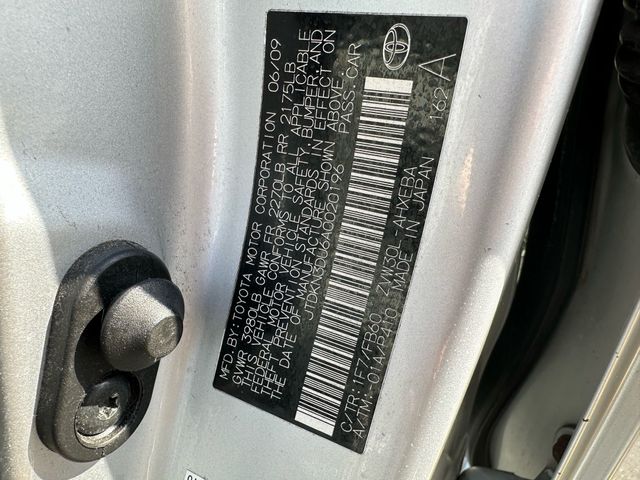 MFD. BY: TOYOTA MOTOR CORPORATION 06/09
GVWR 3980LB GAWR FR 2270LB RR 2175LB
THIS VEHICLE CONFORMS TO ALL APPLICABLE
FEDERAL MOTOR VEHICLE SAFETY, BUMPER, AND
THEFT PREVENTION STANDARDS IN EFFECT ON
THE DATE OF MANUFACTURE SHOWN ABOVE.
JTDKN3DU6A0020196 PASS. CAR
C/TR: 1F7/FB60 ZVW30L-AHXEBA
A/TM: -01A/P410 MADE IN JAPAN
162 A